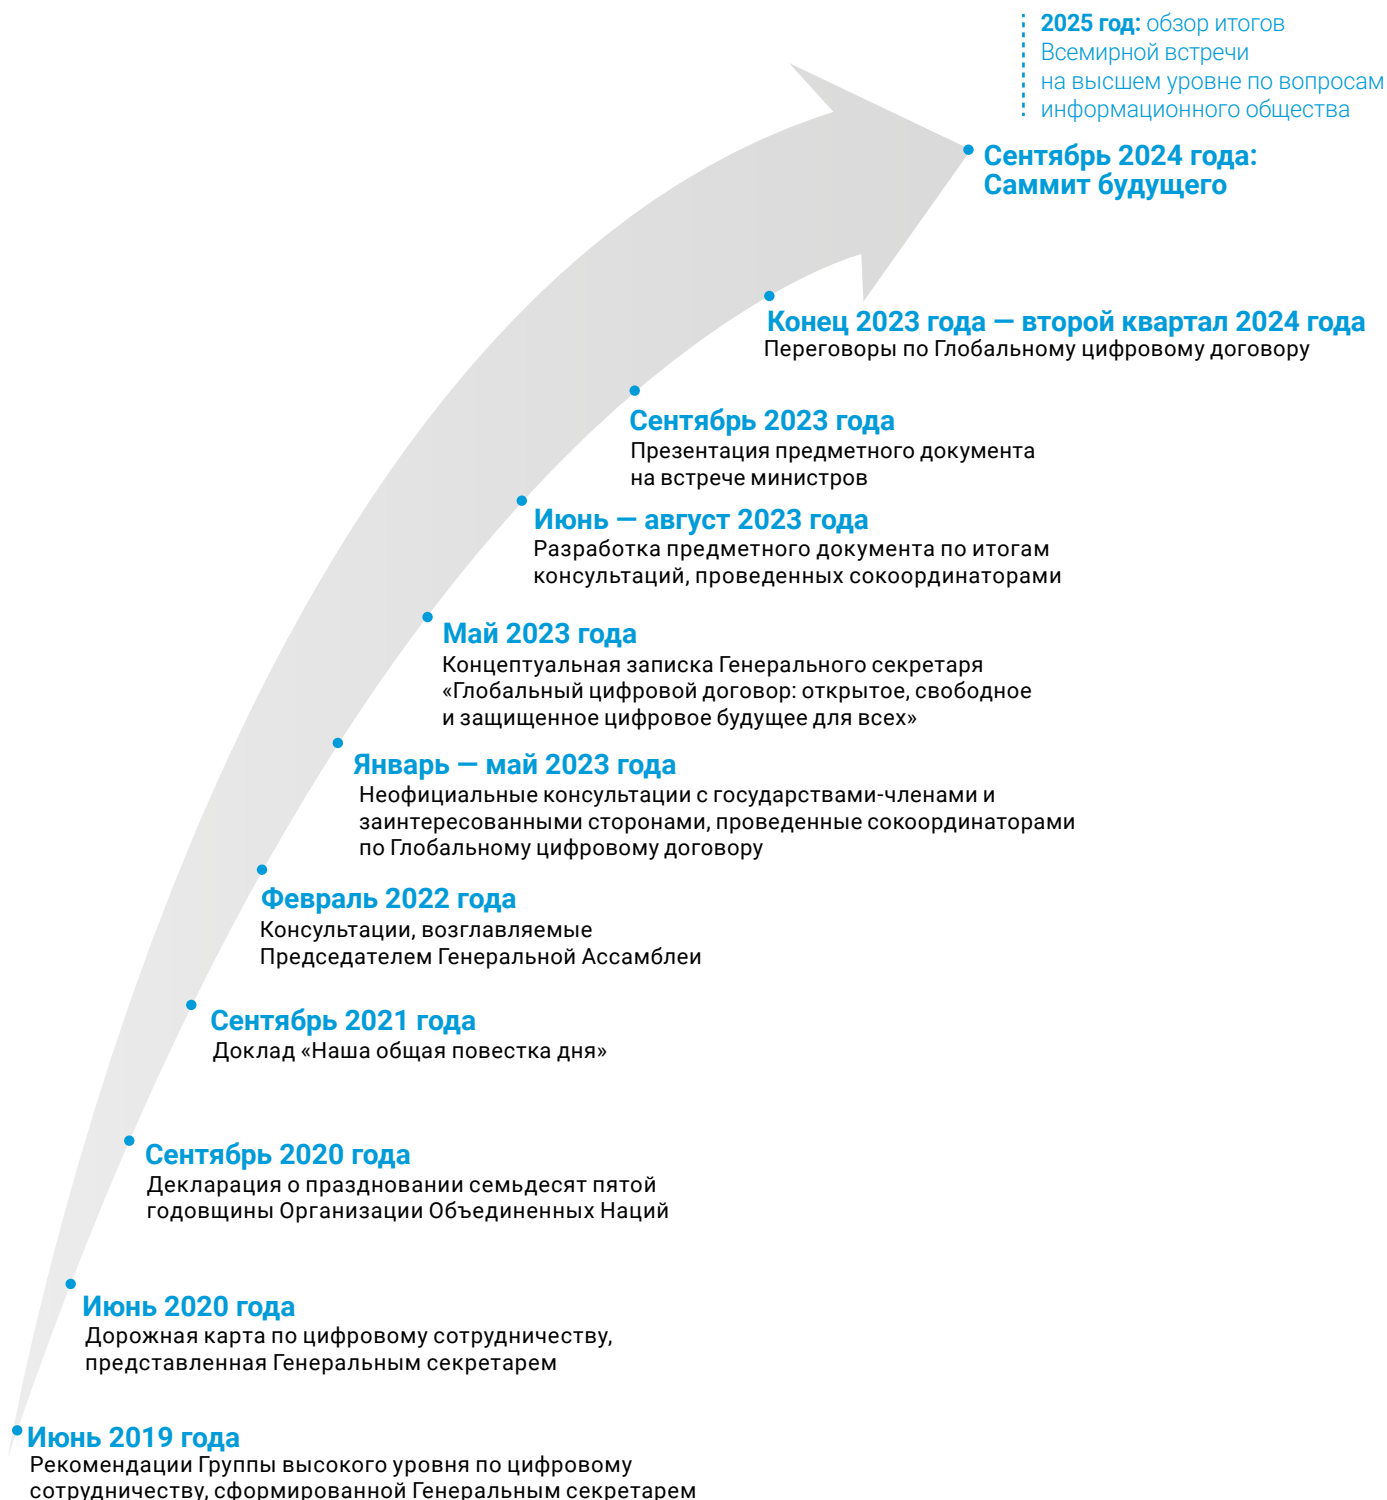 2025 год: обзор итогов
Всемирной встречи
на высшем уровне по вопросам
информационного общества
Сентябрь 2024 года:
Саммит будущего
Конец 2023 года — второй квартал 2024 года
Переговоры по Глобальному цифровому договору
Сентябрь 2023 года
Презентация предметного документа
на встрече министров
Июнь — август 2023 года
Разработка предметного документа по итогам
консультаций, проведенных сокоординаторами
Май 2023 года
Концептуальная записка Генерального секретаря
«Глобальный цифровой договор: открытое, свободное
и защищенное цифровое будущее для всех»
Январь — май 2023 года
Неофициальные консультации с государствами-членами и
заинтересованными сторонами, проведенные сокоординаторами
по Глобальному цифровому договору
Февраль 2022 года
Консультации, возглавляемые
Председателем Генеральной Ассамблеи
Сентябрь 2021 года
Доклад «Наша общая повестка дня»
Сентябрь 2020 года
Декларация о праздновании семьдесят пятой
годовщины Организации Объединенных Наций
Июнь 2020 года
Дорожная карта по цифровому сотрудничеству,
представленная Генеральным секретарем
Июнь 2019 года
Рекомендации Группы высокого уровня по цифровому
сотрудничеству, сформированной Генеральным секретарем